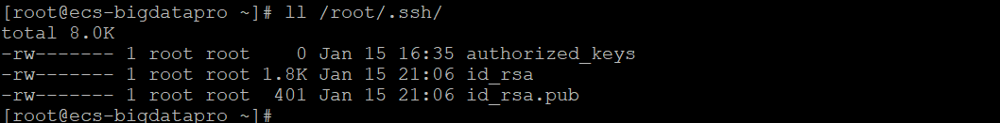 [root@ecs-bigdatapro ~]# ll /root/.ssh/
total 8.0K
-rw------- 1 root root    0 Jan 15 16:35 authorized_keys
-rw------- 1 root root 1.8K Jan 15 21:06 id_rsa
-rw------- 1 root root  401 Jan 15 21:06 id_rsa.pub
[root@ecs-bigdatapro ~]#